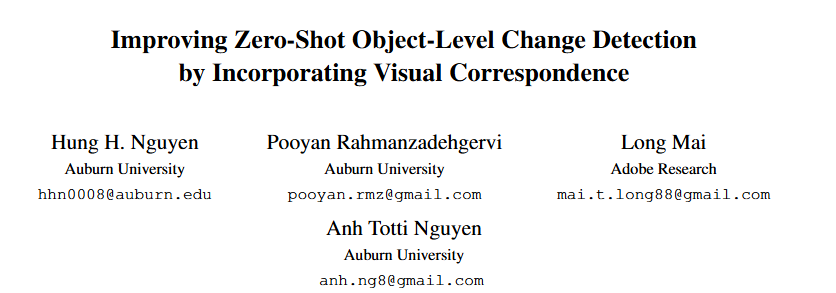 Improving Zero-Shot Object-Level Change Detection
by Incorporating Visual Correspondence
Hung H. Nguyen
Auburn University
hhn0008@auburn.edu
Pooyan Rahmanzadehgervi
Auburn University
pooyan.rmz@gmail.com
Long Mai
Adobe Research
mai.t.long88@gmail.com
Anh Totti Nguyen
Auburn University
anh.ng8@gmail.com